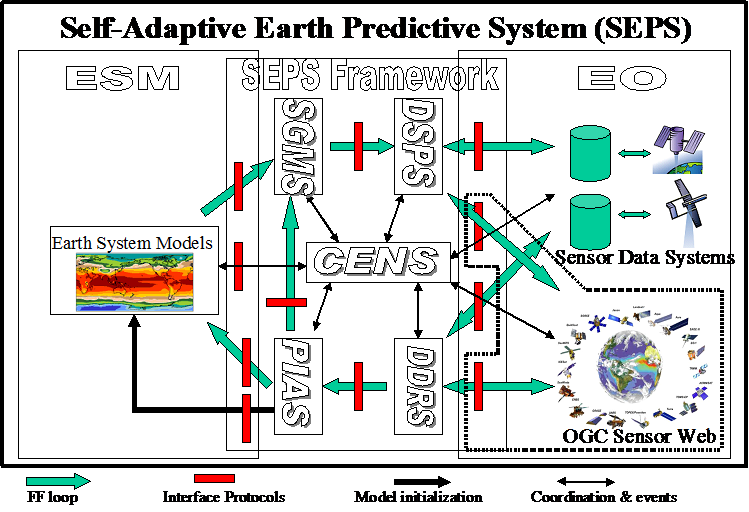 Self-Adaptive Earth Predictive System (SEPS)
ESM
SEPS Framework
EO
SGMS
DSPS
Earth System Models
CENS
Sensor Data Systems
PIAS
DDRS
OGC Sensor Web
FF loop
Interface Protocols
Model initialization
Coordination & events